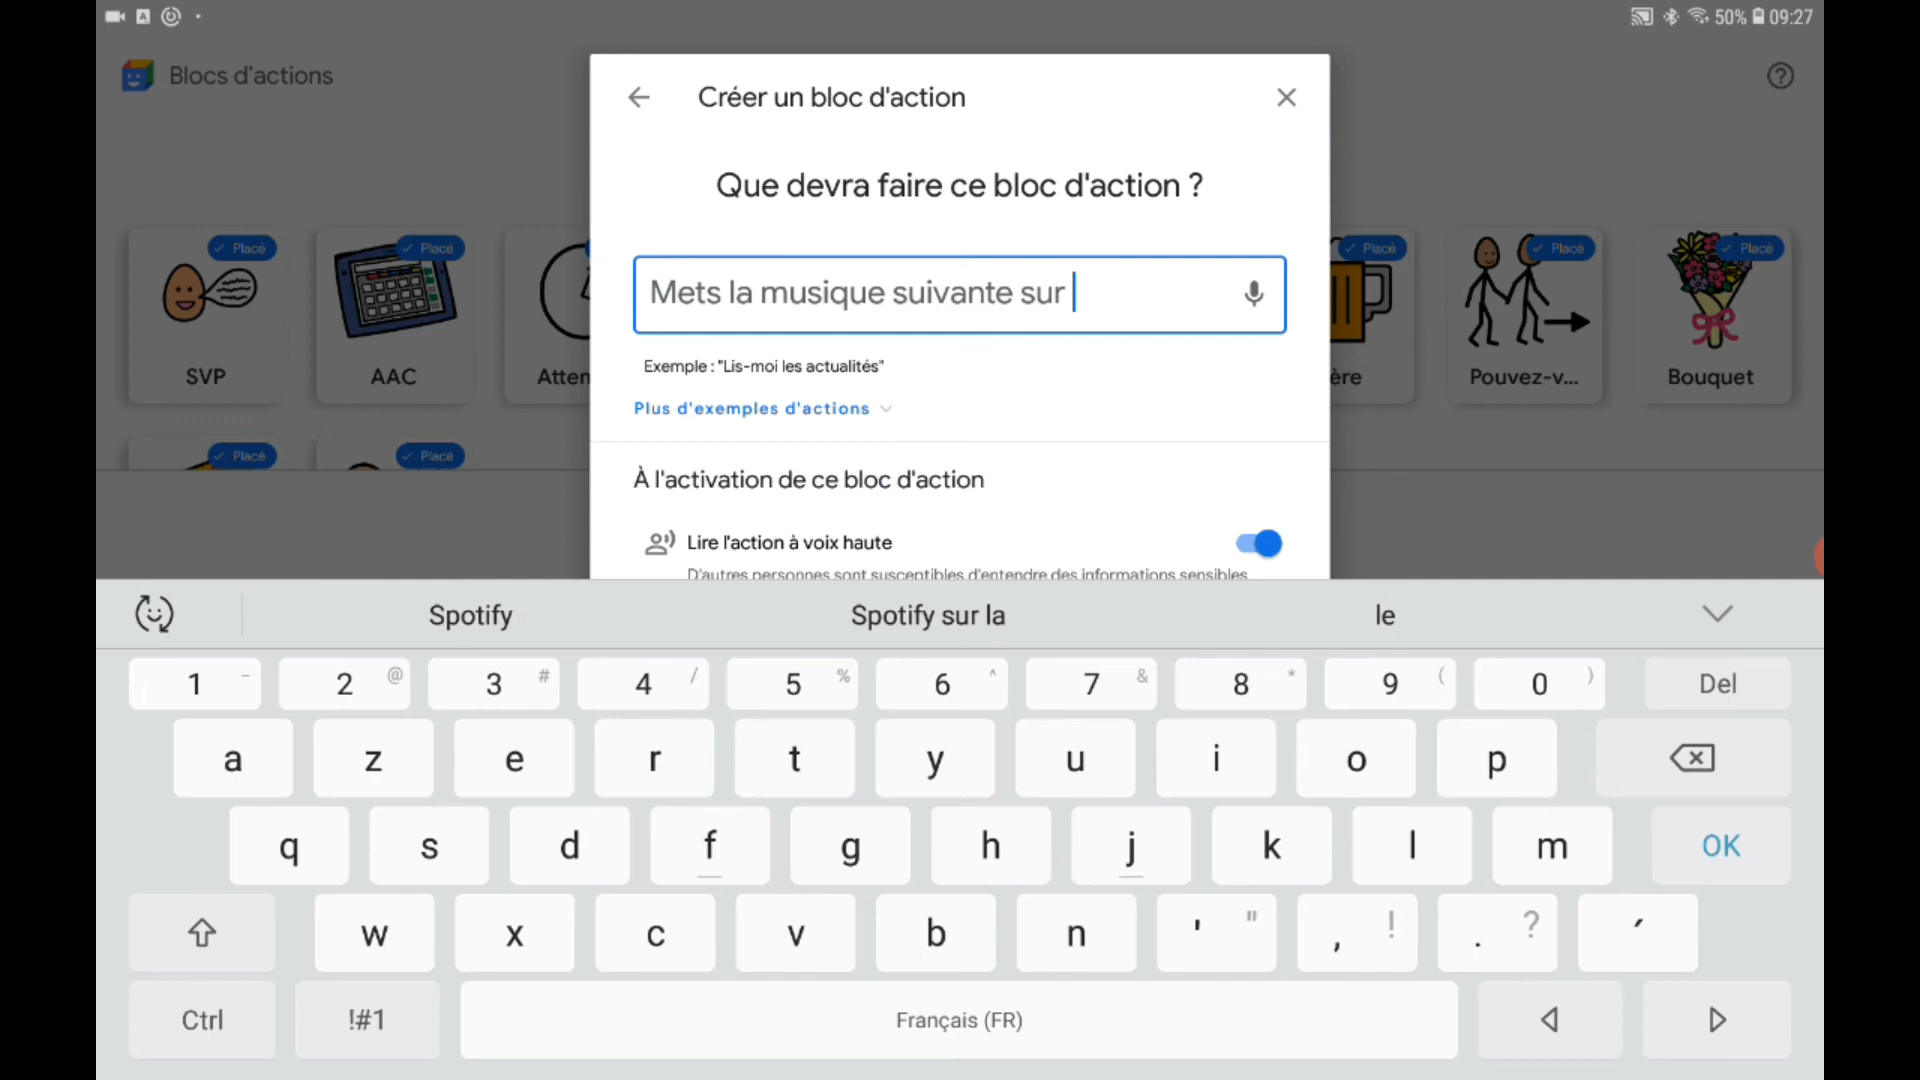 50% 09:27
Blocs d'actions
Créer un bloc d'action
Que devra faire ce bloc d'action ?
Placé Placé Placé Placé Placé
Mets la musique suivante sur
Exemple : "Lis-moi les actualités"
SVP AAC Atten ère Pouvez-v... Bouquet
Plus d'exemples d'actions
Placé Placé
À l'activation de ce bloc d'action
Lire l'action à voix haute
D'autres personnes sont susceptibles d'entendre des informations sensibles
Spotify Spotify sur la le
1 - 2 @ 3 # 4 / 5 % 6 ^ 7 & 8 * 9 ( 0 ) Del
a z e r t y u i o p
q s d f g h j k l m OK
w x c v b n ' " , ! . ? ´
Ctrl !#1 Français (FR)